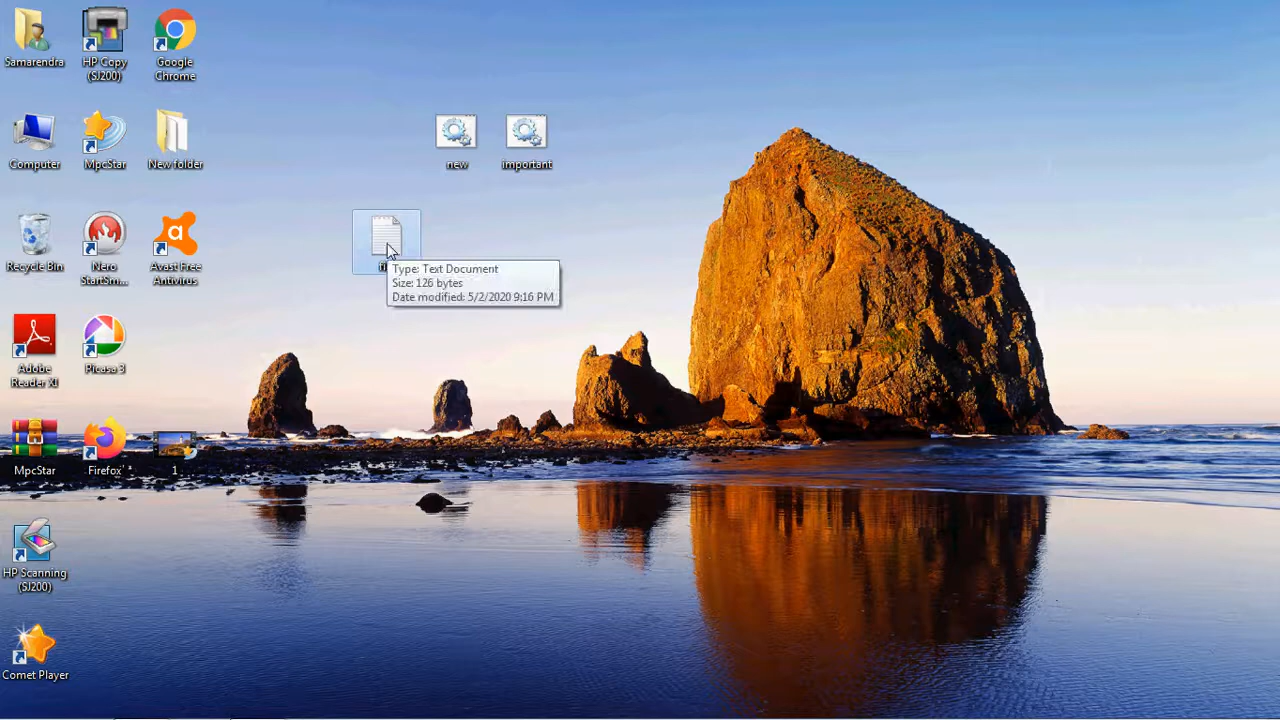 Samarendra
HP Copy
(SJ200)
Google
Chrome
Computer
MpcStar
New folder
new
important
Recycle Bin
Nero
StartSm...
Avast Free
Antivirus
Type: Text Document
Size: 126 bytes
Date modified: 5/2/2020 9:16 PM
Adobe
Reader XI
Picasa 3
MpcStar
Firefox
1
HP Scanning
(SJ200)
Comet Player